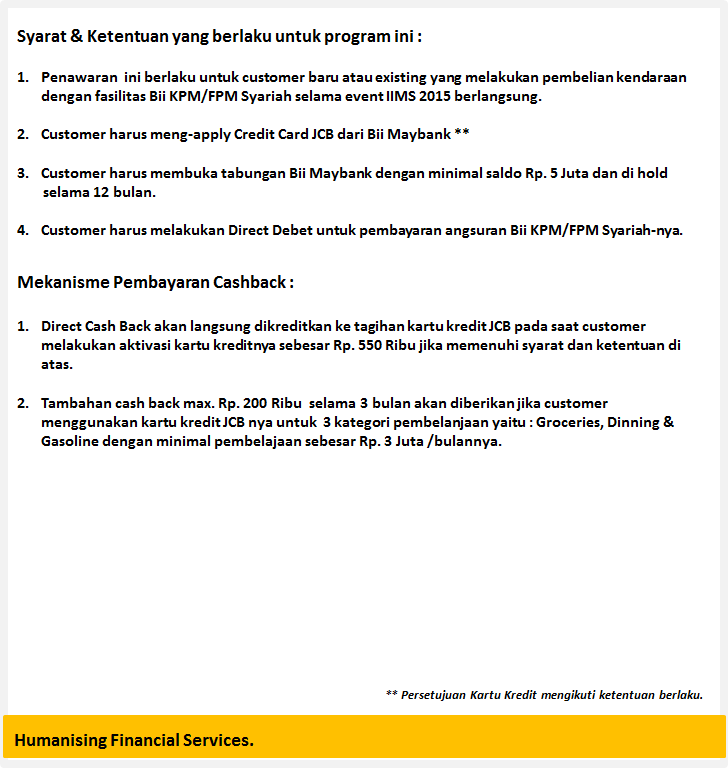 Syarat & Ketentuan yang berlaku untuk program ini :
1. Penawaran ini berlaku untuk customer baru atau existing yang melakukan pembelian kendaraan
dengan fasilitas Bii KPM/FPM Syariah selama event IIMS 2015 berlangsung.
2. Customer harus meng-apply Credit Card JCB dari Bii Maybank **
3. Customer harus membuka tabungan Bii Maybank dengan minimal saldo Rp. 5 Juta dan di hold
selama 12 bulan.
4. Customer harus melakukan Direct Debet untuk pembayaran angsuran Bii KPM/FPM Syariah-nya.
Mekanisme Pembayaran Cashback :
1. Direct Cash Back akan langsung dikreditkan ke tagihan kartu kredit JCB pada saat customer
melakukan aktivasi kartu kreditnya sebesar Rp. 550 Ribu jika memenuhi syarat dan ketentuan di
atas.
2. Tambahan cash back max. Rp. 200 Ribu selama 3 bulan akan diberikan jika customer
menggunakan kartu kredit JCB nya untuk 3 kategori pembelanjaan yaitu : Groceries, Dinning &
Gasoline dengan minimal pembelajaan sebesar Rp. 3 Juta /bulannya.
** Persetujuan Kartu Kredit mengikuti ketentuan berlaku.
Humanising Financial Services.